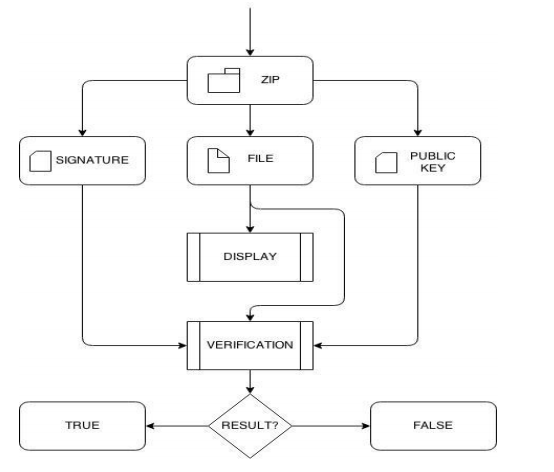 ZIP
SIGNATURE
FILE
PUBLIC
KEY
DISPLAY
VERIFICATION
TRUE
RESULT?
FALSE